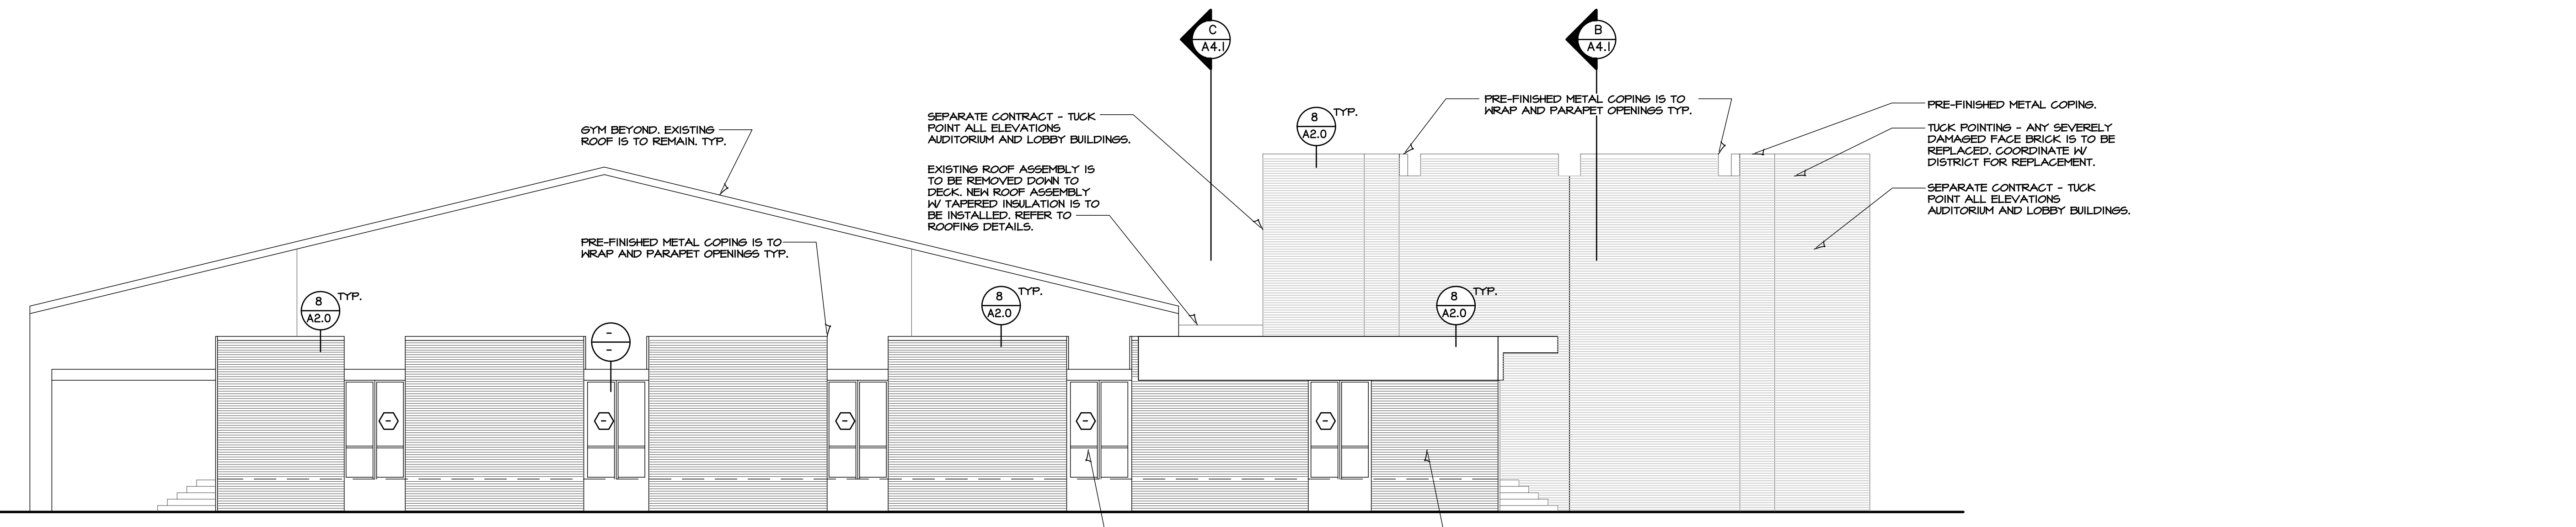 C
A4.1
B
A4.1
8
A2.0
TYP.
PRE-FINISHED METAL COPING IS TO
WRAP AND PARAPET OPENINGS TYP.
PRE-FINISHED METAL COPING.
TUCK POINTING - ANY SEVERELY
DAMAGED FACE BRICK IS TO BE
REPLACED. COORDINATE W/
DISTRICT FOR REPLACEMENT.
SEPARATE CONTRACT - TUCK
POINT ALL ELEVATIONS
AUDITORIUM AND LOBBY BUILDINGS.
SEPARATE CONTRACT - TUCK
POINT ALL ELEVATIONS
AUDITORIUM AND LOBBY BUILDINGS.
EXISTING ROOF ASSEMBLY IS
TO BE REMOVED DOWN TO
DECK. NEW ROOF ASSEMBLY
W/ TAPERED INSULATION IS TO
BE INSTALLED. REFER TO
ROOFING DETAILS.
GYM BEYOND. EXISTING
ROOF IS TO REMAIN. TYP.
PRE-FINISHED METAL COPING IS TO
WRAP AND PARAPET OPENINGS TYP.
8
A2.0
TYP.
-
-
8
A2.0
TYP.
8
A2.0
TYP.
-
-
-
-
-